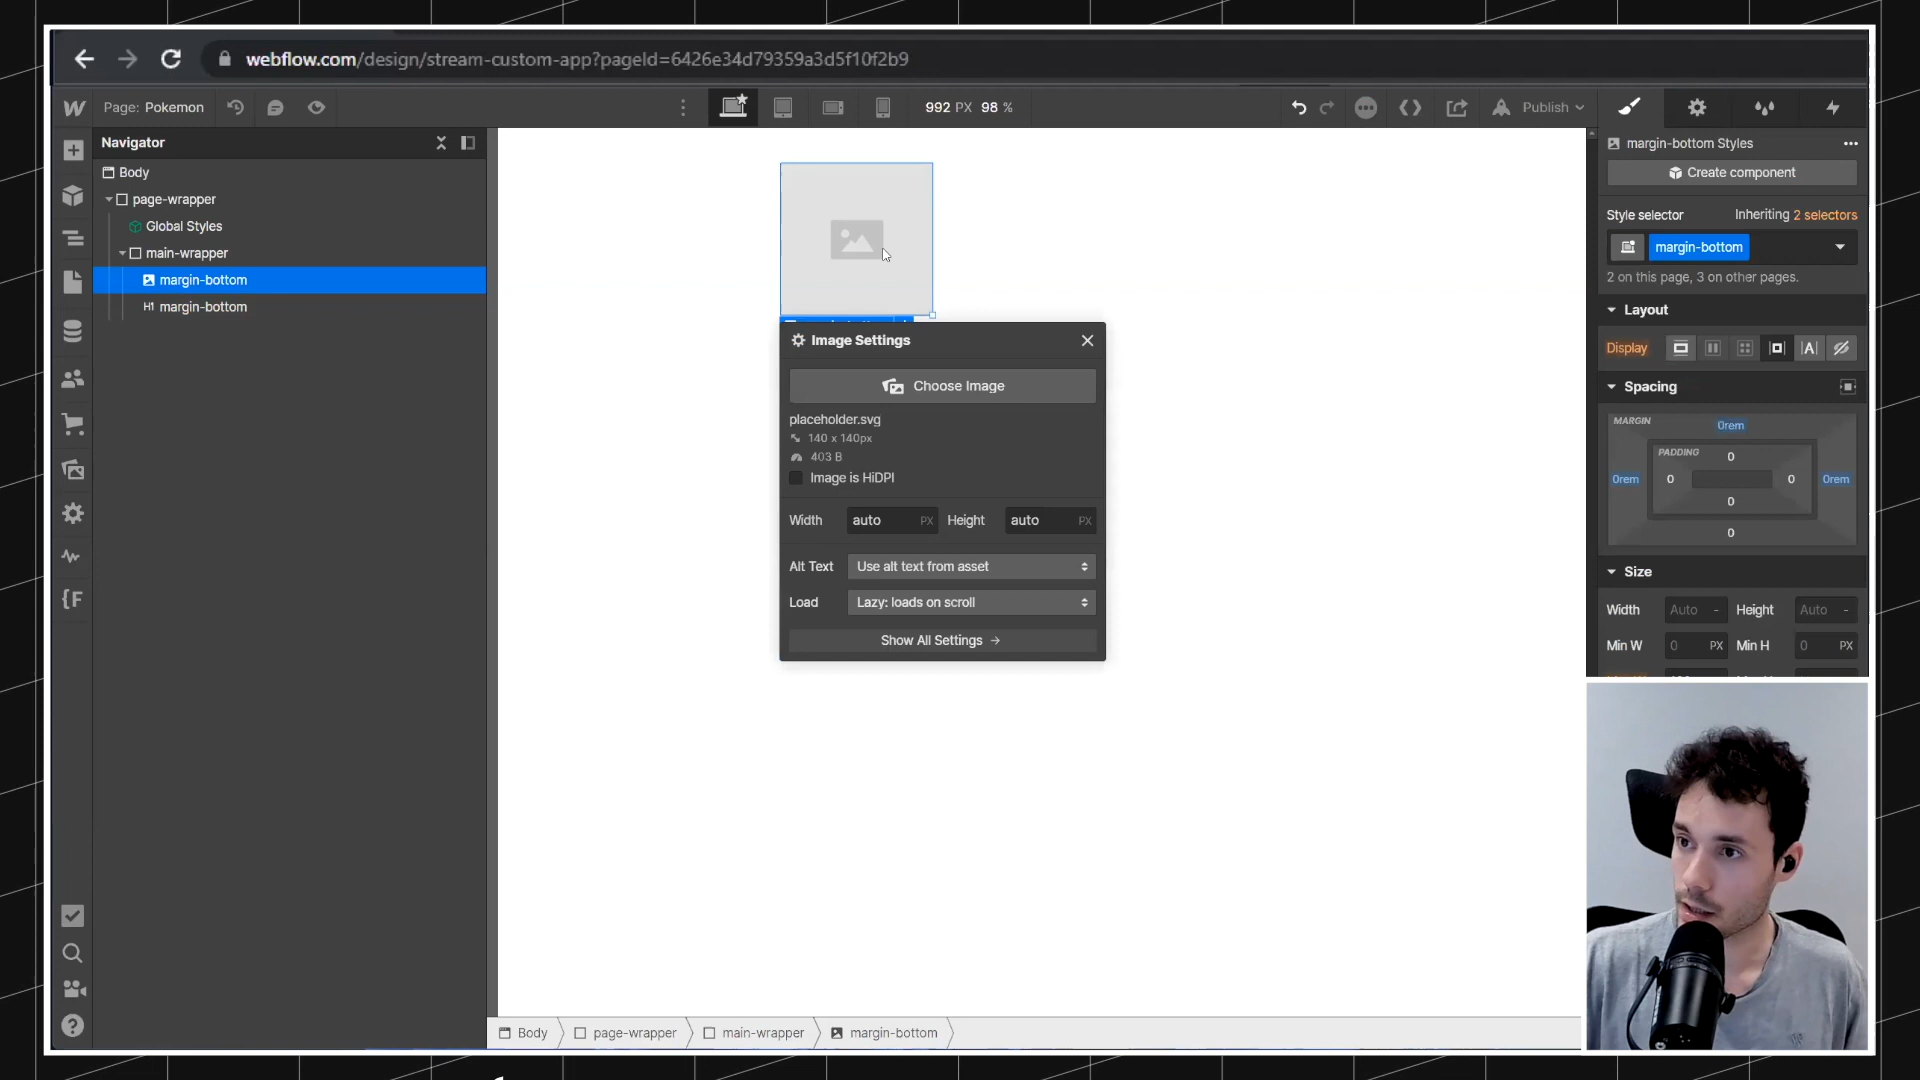 webflow.com/design/stream-custom-app?pageId=6426e34d79359a3d5f10f2b9
Page: Pokemon
992 PX 98 %
Publish
Navigator
Body
page-wrapper
Global Styles
main-wrapper
margin-bottom
H1 margin-bottom
Image Settings
Choose Image
placeholder.svg
140 x 140px
403 B
Image is HiDPI
Width auto PX Height auto PX
Alt Text Use alt text from asset
Load Lazy: loads on scroll
Show All Settings
margin-bottom Styles
Create component
Style selector Inheriting 2 selectors
margin-bottom
2 on this page, 3 on other pages.
Layout
Display
Spacing
MARGIN 0rem
PADDING 0
0rem 0 0 0rem
0
0
Size
Width Auto - Height Auto -
Min W 0 PX Min H 0 PX
Body page-wrapper main-wrapper margin-bottom